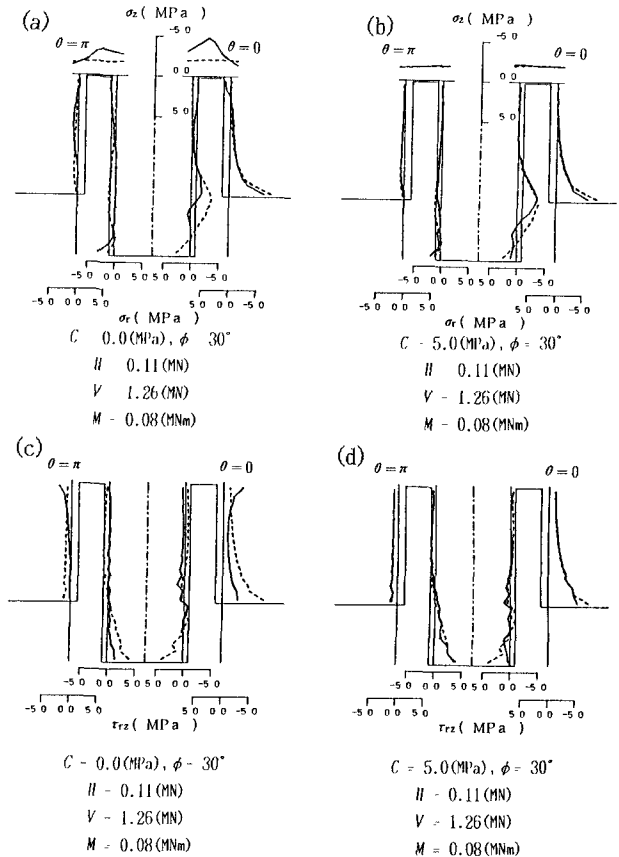 (a)
σz ( MPa )
θ = π
θ = 0
-5 0
0 0
5 0
-5 0 0 0 5 0
5 0 0 0 -5 0
-5 0 0 0 5 0
5 0 0 0 -5 0
σr ( MPa )
C 0.0(MPa), φ 30°
H 0.11(MN)
V 1.26(MN)
M - 0.08(MNm)
(b)
σz ( MPa )
θ = π
θ = 0
-5 0
0 0
5 0
-5 0 0 0 5 0
5 0 0 0 -5 0
-5 0 0 0 5 0
5 0 0 0 -5 0
σr ( MPa )
C - 5.0(MPa), φ = 30°
H 0.11(MN)
V - 1.26(MN)
M - 0.08(MNm)
(c)
θ = π
θ = 0
-5 0 0 0 5 0
5 0 0 0 -5 0
-5 0 0 0 5 0
5 0 0 0 -5 0
τrz ( MPa )
C - 0.0(MPa), φ - 30°
H - 0.11(MN)
V - 1.26(MN)
M = 0.08(MNm)
(d)
θ = π
θ = 0
-5 0 0 0 5 0
5 0 0 0 -5 0
-5 0 0 0 5 0
5 0 0 0 -5 0
τrz ( MPa )
C = 5.0(MPa), φ = 30°
H = 0.11(MN)
V = 1.26(MN)
M = 0.08(MNm)